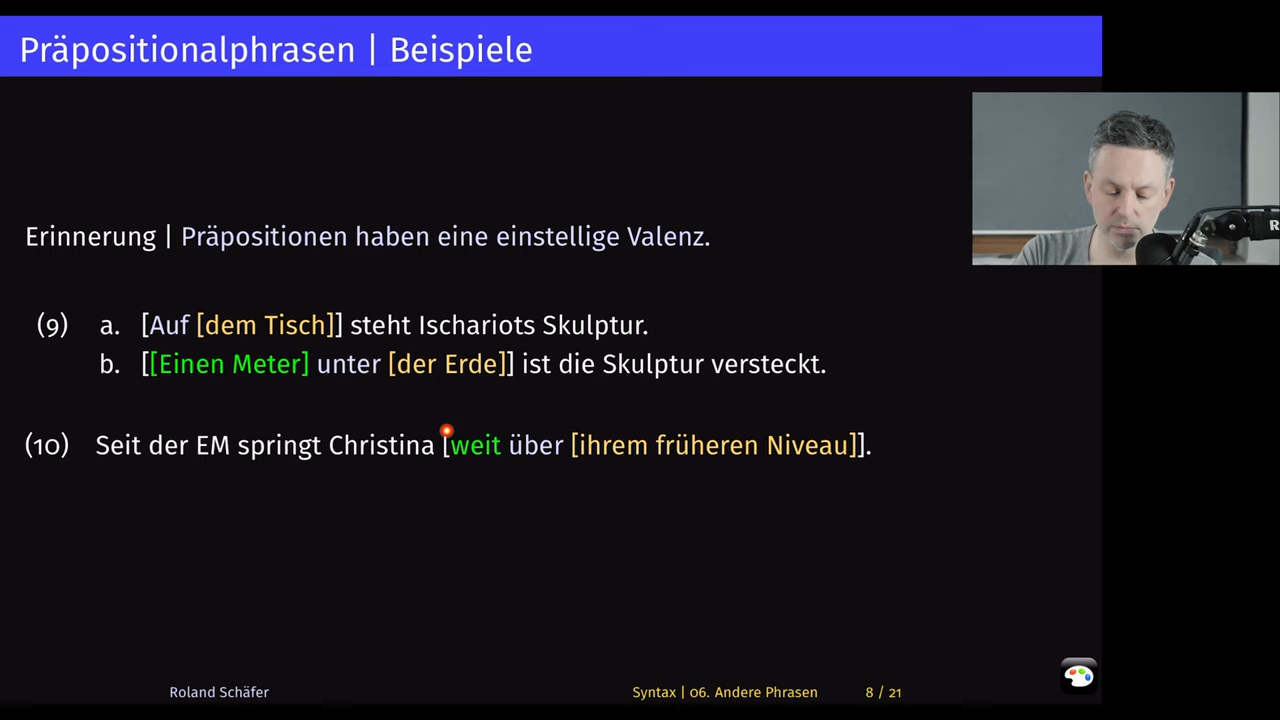 Präpositionalphrasen | Beispiele
Erinnerung | Präpositionen haben eine einstellige Valenz.
(9) a. [Auf [dem Tisch]] steht Ischariots Skulptur.
b. [[Einen Meter] unter [der Erde]] ist die Skulptur versteckt.
(10) Seit der EM springt Christina [weit über [ihrem früheren Niveau]].
Roland Schäfer Syntax | 06. Andere Phrasen 8 / 21
R